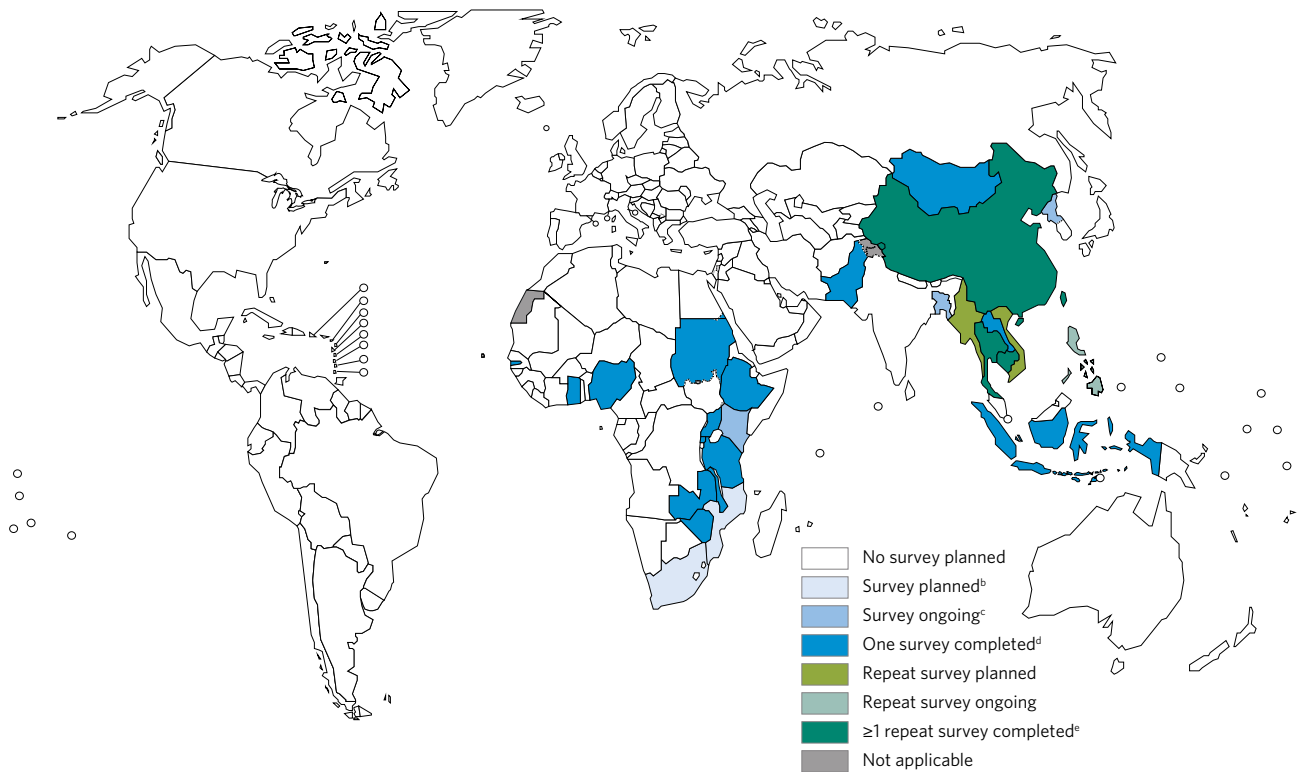 No survey planned
Survey plannedᵇ
Survey ongoingᶜ
One survey completedᵈ
Repeat survey planned
Repeat survey ongoing
≥1 repeat survey completedᵉ
Not applicable